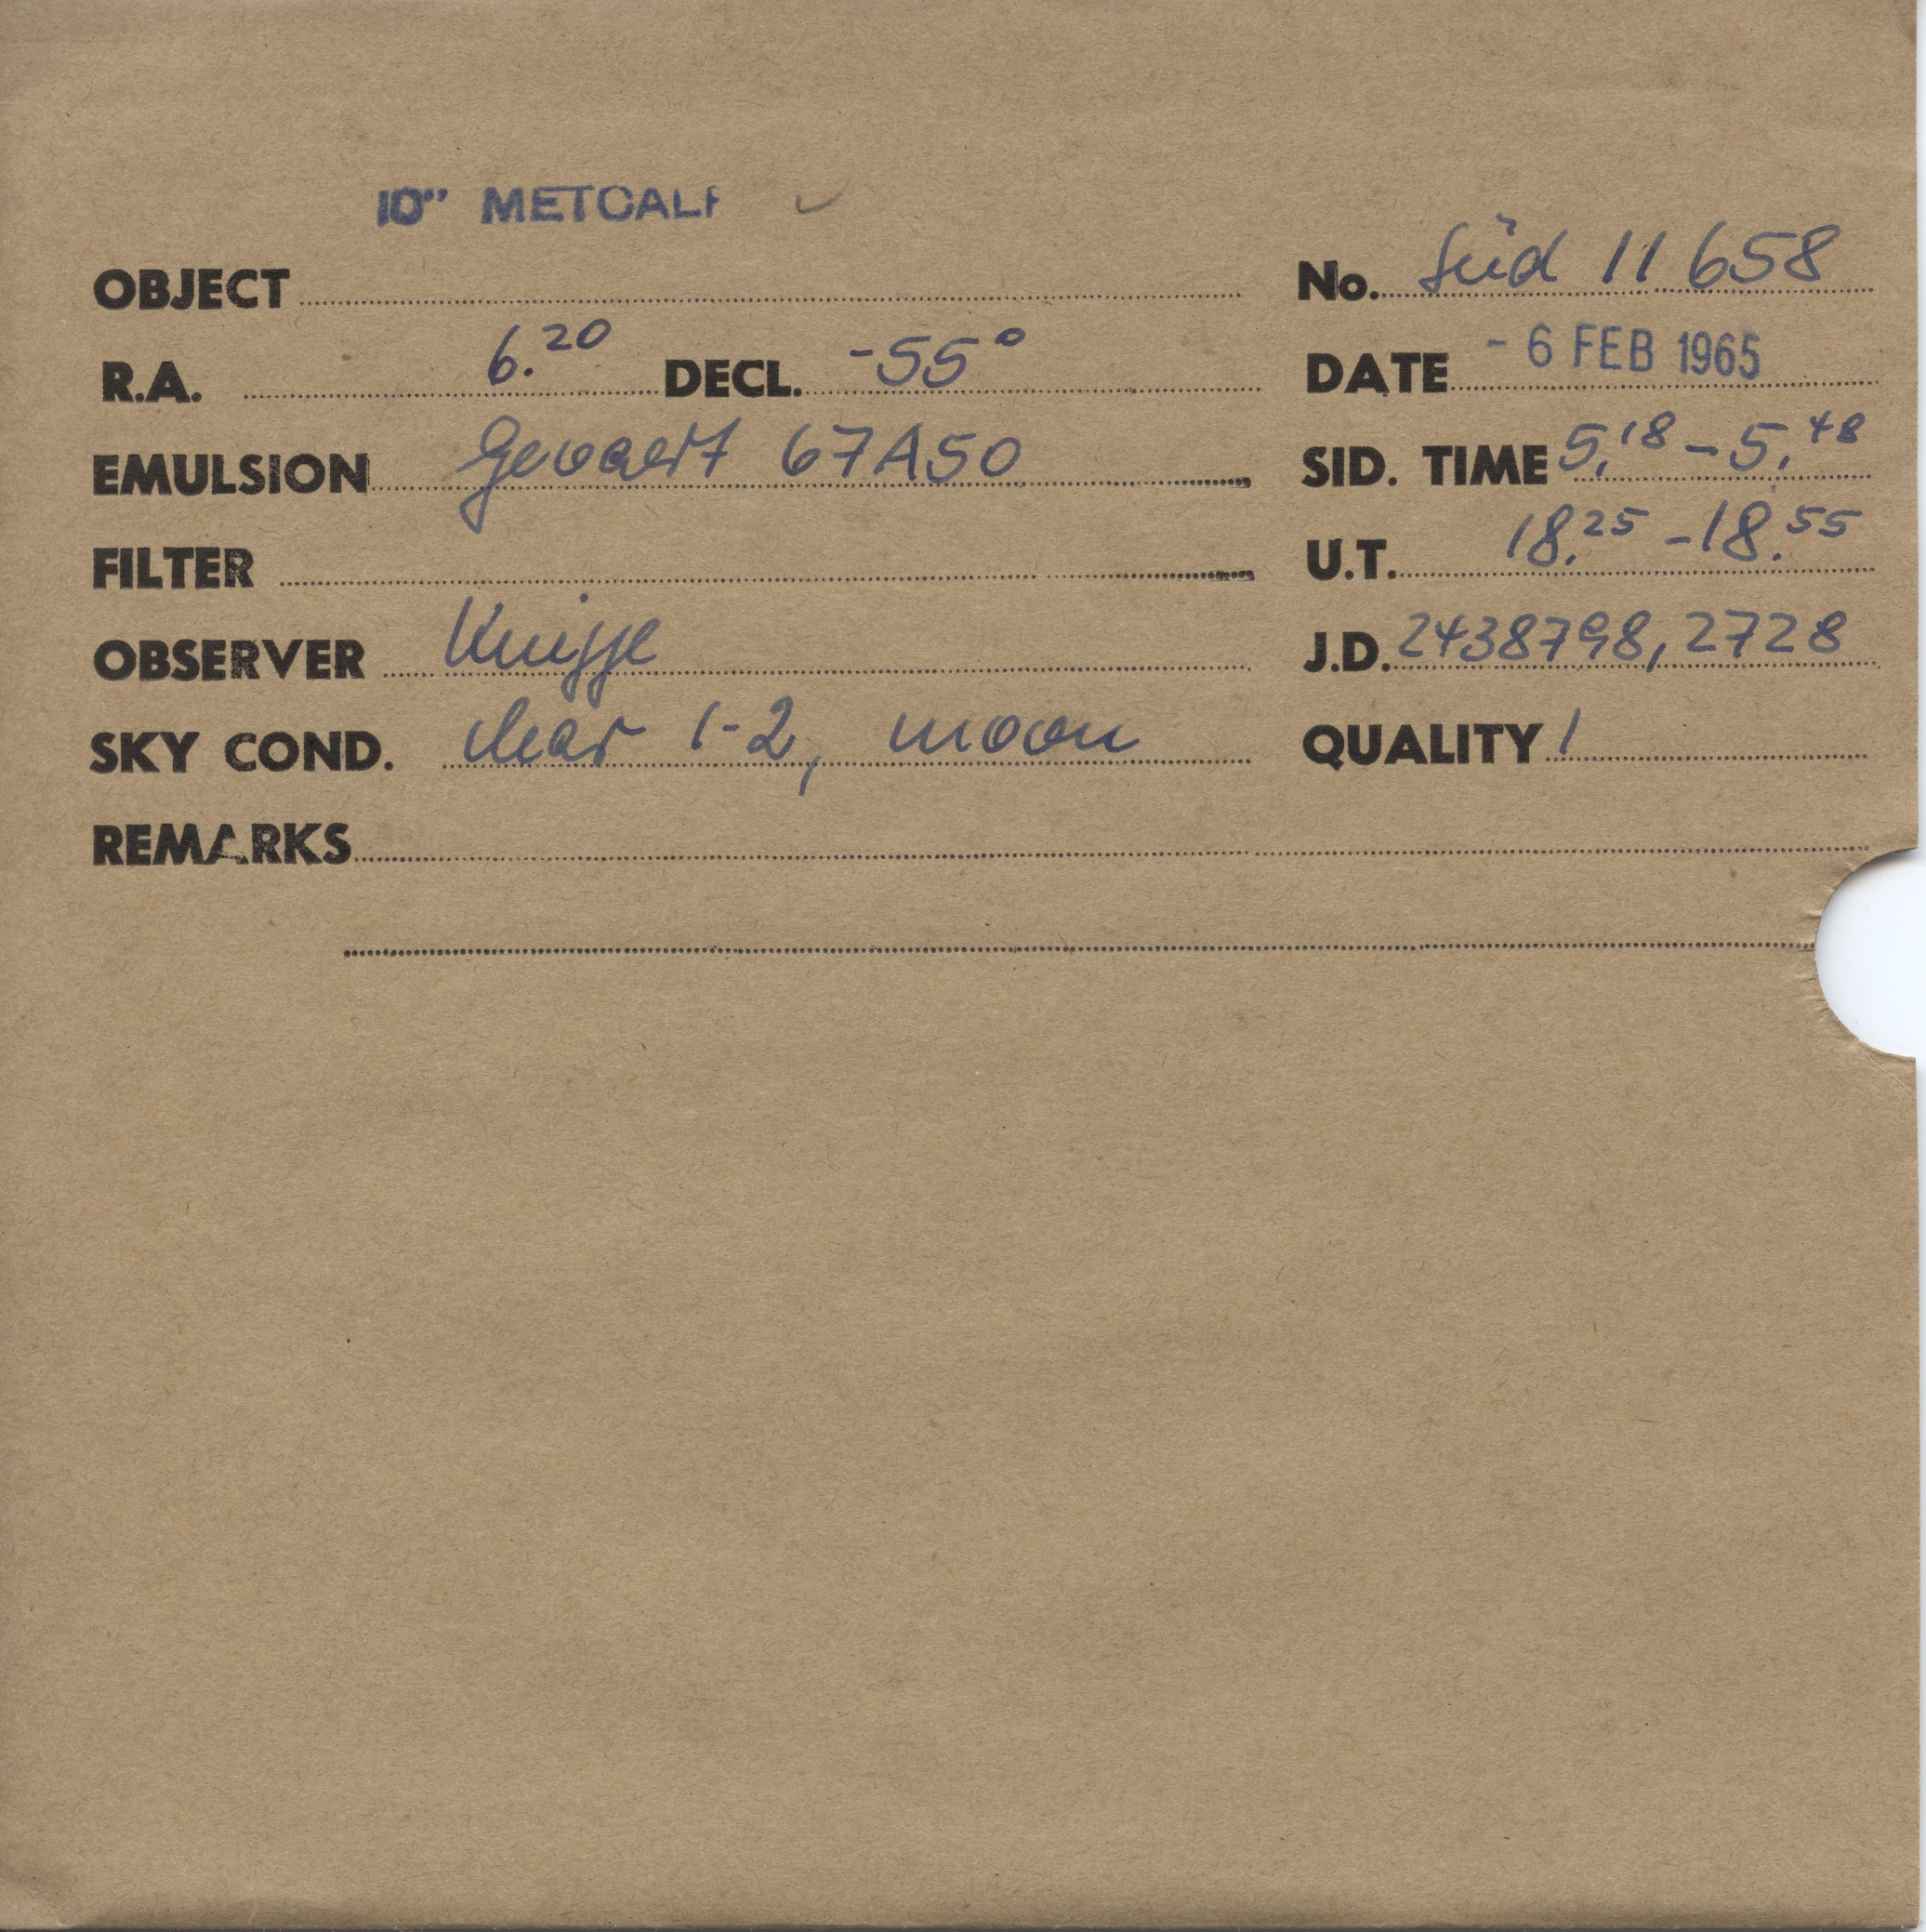 10" METCALF
OBJECT No. Süd 11 658
R.A. 6.20 DECL. -55° DATE - 6 FEB 1965
EMULSION Gevaert 67A50 SID. TIME 5.18 - 5.48
FILTER U.T. 18.25 - 18.55
OBSERVER Knigge J.D. 2438798,2728
SKY COND. clear 1-2, moon QUALITY 1
REMARKS